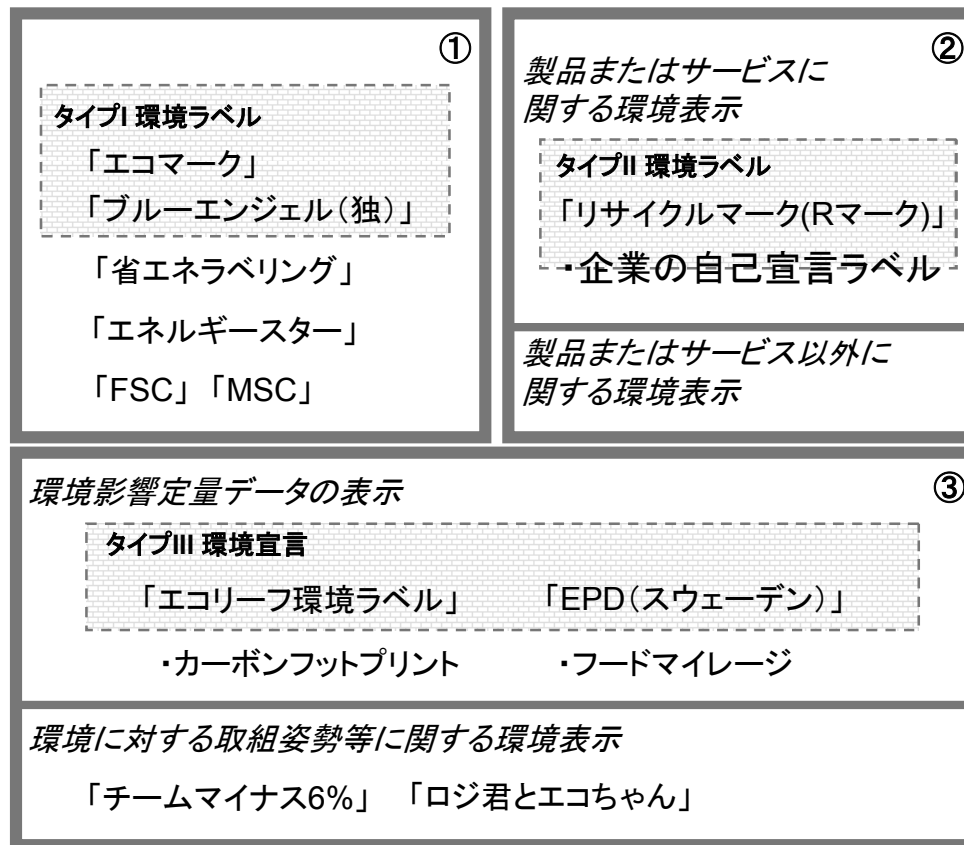 ①
タイプI 環境ラベル
「エコマーク」
「ブルーエンジェル(独)」
「省エネラベリング」
「エネルギースター」
「FSC」「MSC」
②
製品またはサービスに
関する環境表示
タイプII 環境ラベル
「リサイクルマーク(Rマーク)」
・企業の自己宣言ラベル
製品またはサービス以外に
関する環境表示
③
環境影響定量データの表示
タイプIII 環境宣言
「エコリーフ環境ラベル」 「EPD(スウェーデン)」
・カーボンフットプリント ・フードマイレージ
環境に対する取組姿勢等に関する環境表示
「チームマイナス6%」 「ロジ君とエコちゃん」